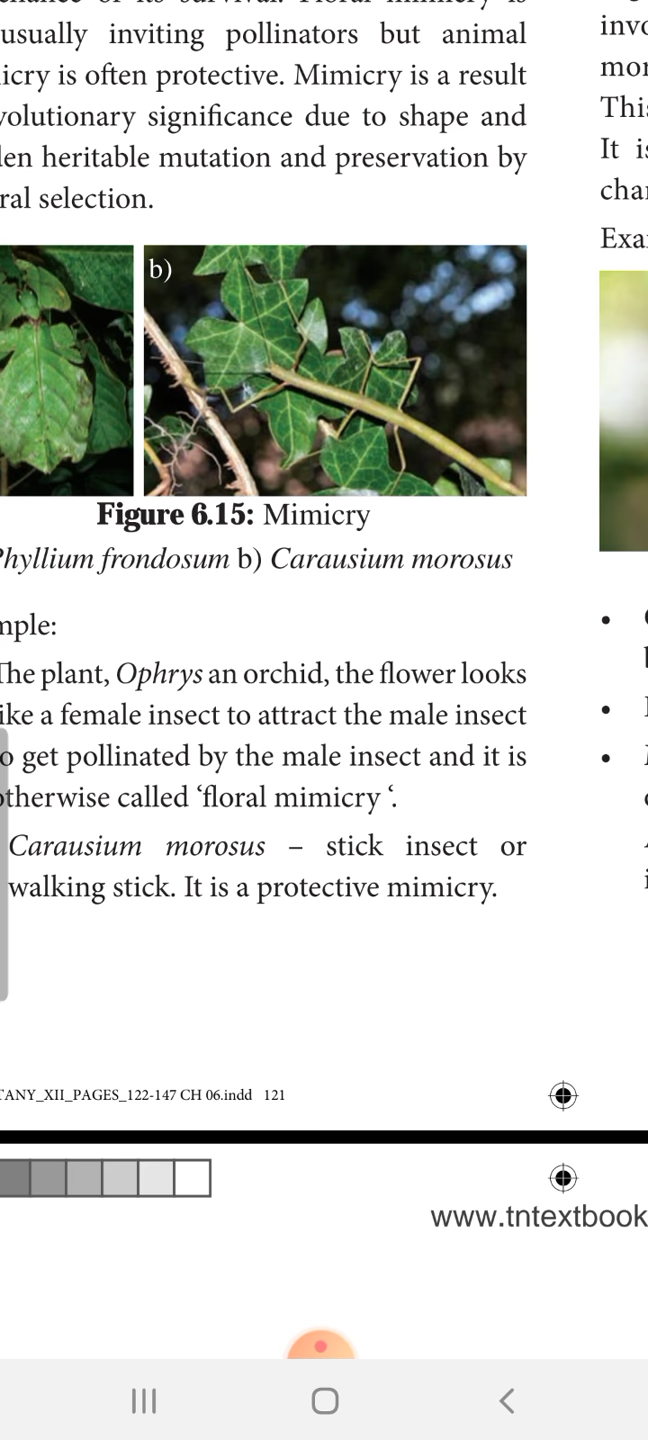 usually inviting pollinators but animal
icry is often protective. Mimicry is a result
volutionary significance due to shape and
len heritable mutation and preservation by
ral selection.
b)
Figure 6.15: Mimicry
Phyllium frondosum b) Carausium morosus
mple:
The plant, Ophrys an orchid, the flower looks
ike a female insect to attract the male insect
o get pollinated by the male insect and it is
otherwise called ‘floral mimicry ‘.
Carausium morosus – stick insect or
walking stick. It is a protective mimicry.
TANY_XII_PAGES_122-147 CH 06.indd 121
invo
mor
This
It is
char
Exa
www.tntextbook